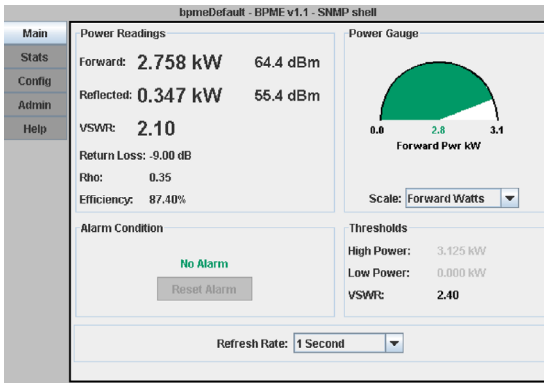 bpmeDefault - BPME v1.1 - SNMP shell
Main
Stats
Config
Admin
Help
Power Readings
Forward: 2.758 kW 64.4 dBm
Reflected: 0.347 kW 55.4 dBm
VSWR: 2.10
Return Loss: -9.00 dB
Rho: 0.35
Efficiency: 87.40%
Power Gauge
0.0 2.8 3.1
Forward Pwr kW
Scale: Forward Watts
Alarm Condition
No Alarm
Reset Alarm
Thresholds
High Power: 3.125 kW
Low Power: 0.000 kW
VSWR: 2.40
Refresh Rate: 1 Second